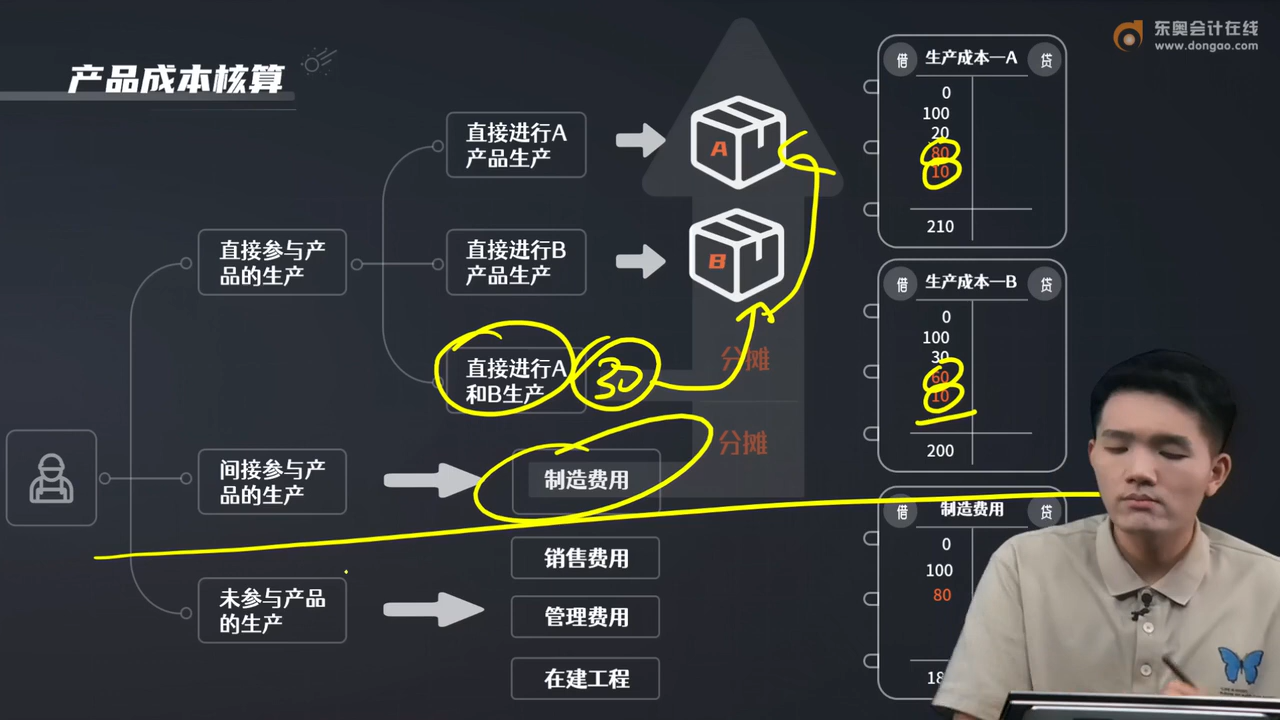 东奥会计在线
www.dongao.com
产品成本核算
直接参与产
品的生产
间接参与产
品的生产
未参与产品
的生产
直接进行A
产品生产
直接进行B
产品生产
直接进行A
和B生产
30
A
B
分摊
分摊
制造费用
销售费用
管理费用
在建工程
借 生产成本—A 贷
0
100
20
80
10
210
借 生产成本—B 贷
0
100
30
60
10
200
借 制造费用 贷
0
100
80